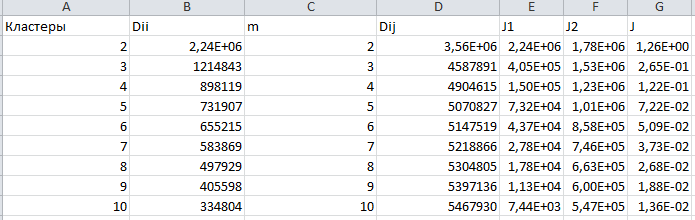 A B C D E F G
Кластеры Dii m Dij J1 J2 J
2 2,24E+06 2 3,56E+06 2,24E+06 1,78E+06 1,26E+00
3 1214843 3 4587891 4,05E+05 1,53E+06 2,65E-01
4 898119 4 4904615 1,50E+05 1,23E+06 1,22E-01
5 731907 5 5070827 7,32E+04 1,01E+06 7,22E-02
6 655215 6 5147519 4,37E+04 8,58E+05 5,09E-02
7 583869 7 5218866 2,78E+04 7,46E+05 3,73E-02
8 497929 8 5304805 1,78E+04 6,63E+05 2,68E-02
9 405598 9 5397136 1,13E+04 6,00E+05 1,88E-02
10 334804 10 5467930 7,44E+03 5,47E+05 1,36E-02